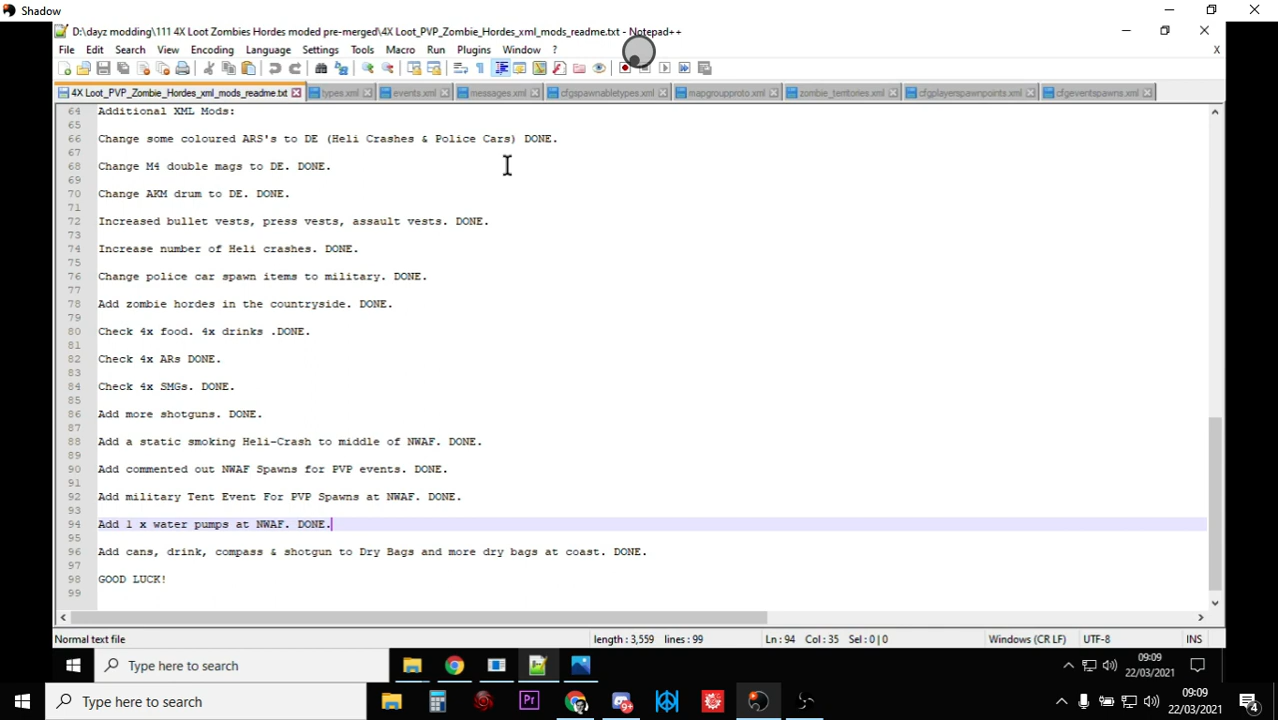 Shadow
D:\dayz modding\111 4X Loot Zombies Hordes moded pre-merged\4X Loot_PVP_Zombie_Hordes_xml_mods_readme.txt - Notepad++
File Edit Search View Encoding Language Settings Tools Macro Run Plugins Window ? X
4X Loot_PVP_Zombie_Hordes_xml_mods_readme.txt types.xml events.xml messages.xml cfgspawnabletypes.xml mapgroupproto.xml zombie_territories.xml cfgplayerspawnpoints.xml cfgeventspawns.xml
64 Additional XML Mods:
65
66 Change some coloured ARS's to DE (Heli Crashes & Police Cars) DONE.
67
68 Change M4 double mags to DE. DONE.
69
70 Change AKM drum to DE. DONE.
71
72 Increased bullet vests, press vests, assault vests. DONE.
73
74 Increase number of Heli crashes. DONE.
75
76 Change police car spawn items to military. DONE.
77
78 Add zombie hordes in the countryside. DONE.
79
80 Check 4x food. 4x drinks .DONE.
81
82 Check 4x ARs DONE.
83
84 Check 4x SMGs. DONE.
85
86 Add more shotguns. DONE.
87
88 Add a static smoking Heli-Crash to middle of NWAF. DONE.
89
90 Add commented out NWAF Spawns for PVP events. DONE.
91
92 Add military Tent Event For PVP Spawns at NWAF. DONE.
93
94 Add 1 x water pumps at NWAF. DONE.
95
96 Add cans, drink, compass & shotgun to Dry Bags and more dry bags at coast. DONE.
97
98 GOOD LUCK!
99
Normal text file length : 3,559 lines : 99 Ln : 94 Col : 35 Sel : 0 | 0 Windows (CR LF) UTF-8 INS
Type here to search 09:09
22/03/2021
Type here to search Pr 9+ 09:09
22/03/2021 4